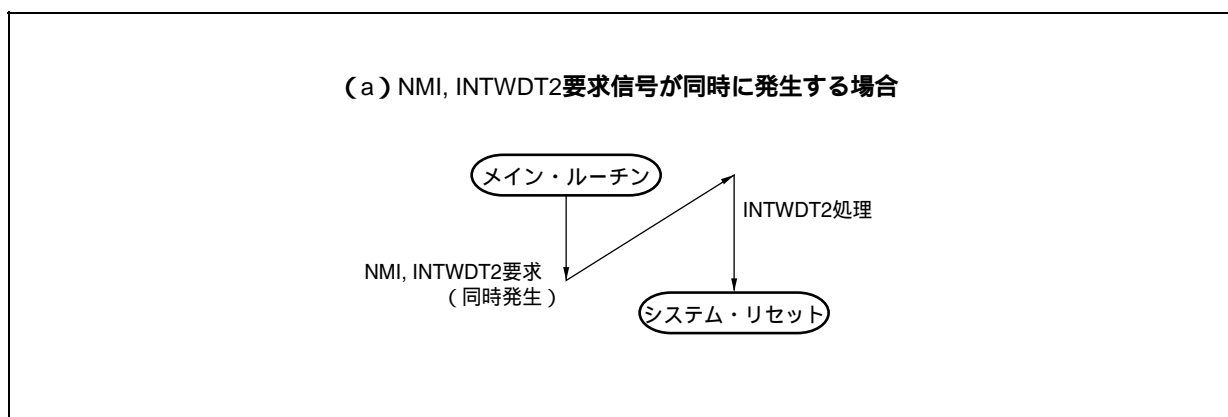 （a）NMI, INTWDT2要求信号が同時に発生する場合
メイン・ルーチン
INTWDT2処理
NMI, INTWDT2要求
（同時発生）
システム・リセット